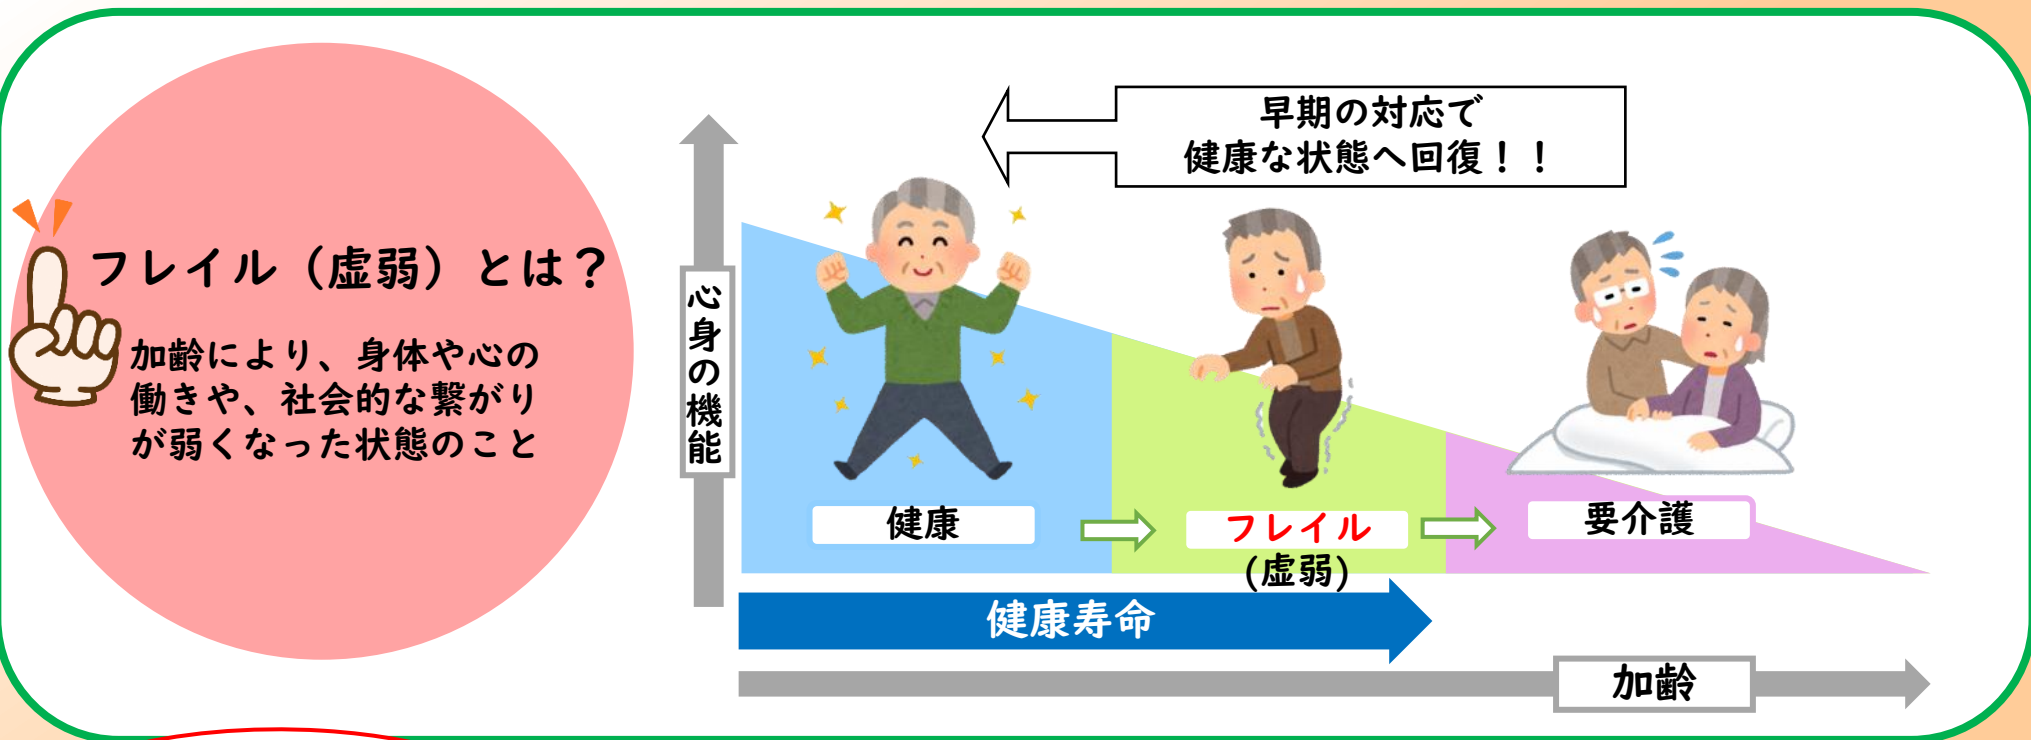 フレイル（虚弱）とは？
加齢により、身体や心の
働きや、社会的な繋がり
が弱くなった状態のこと
早期の対応で
健康な状態へ回復！！
心身の機能
健康
フレイル
(虚弱)
要介護
健康寿命
加齢